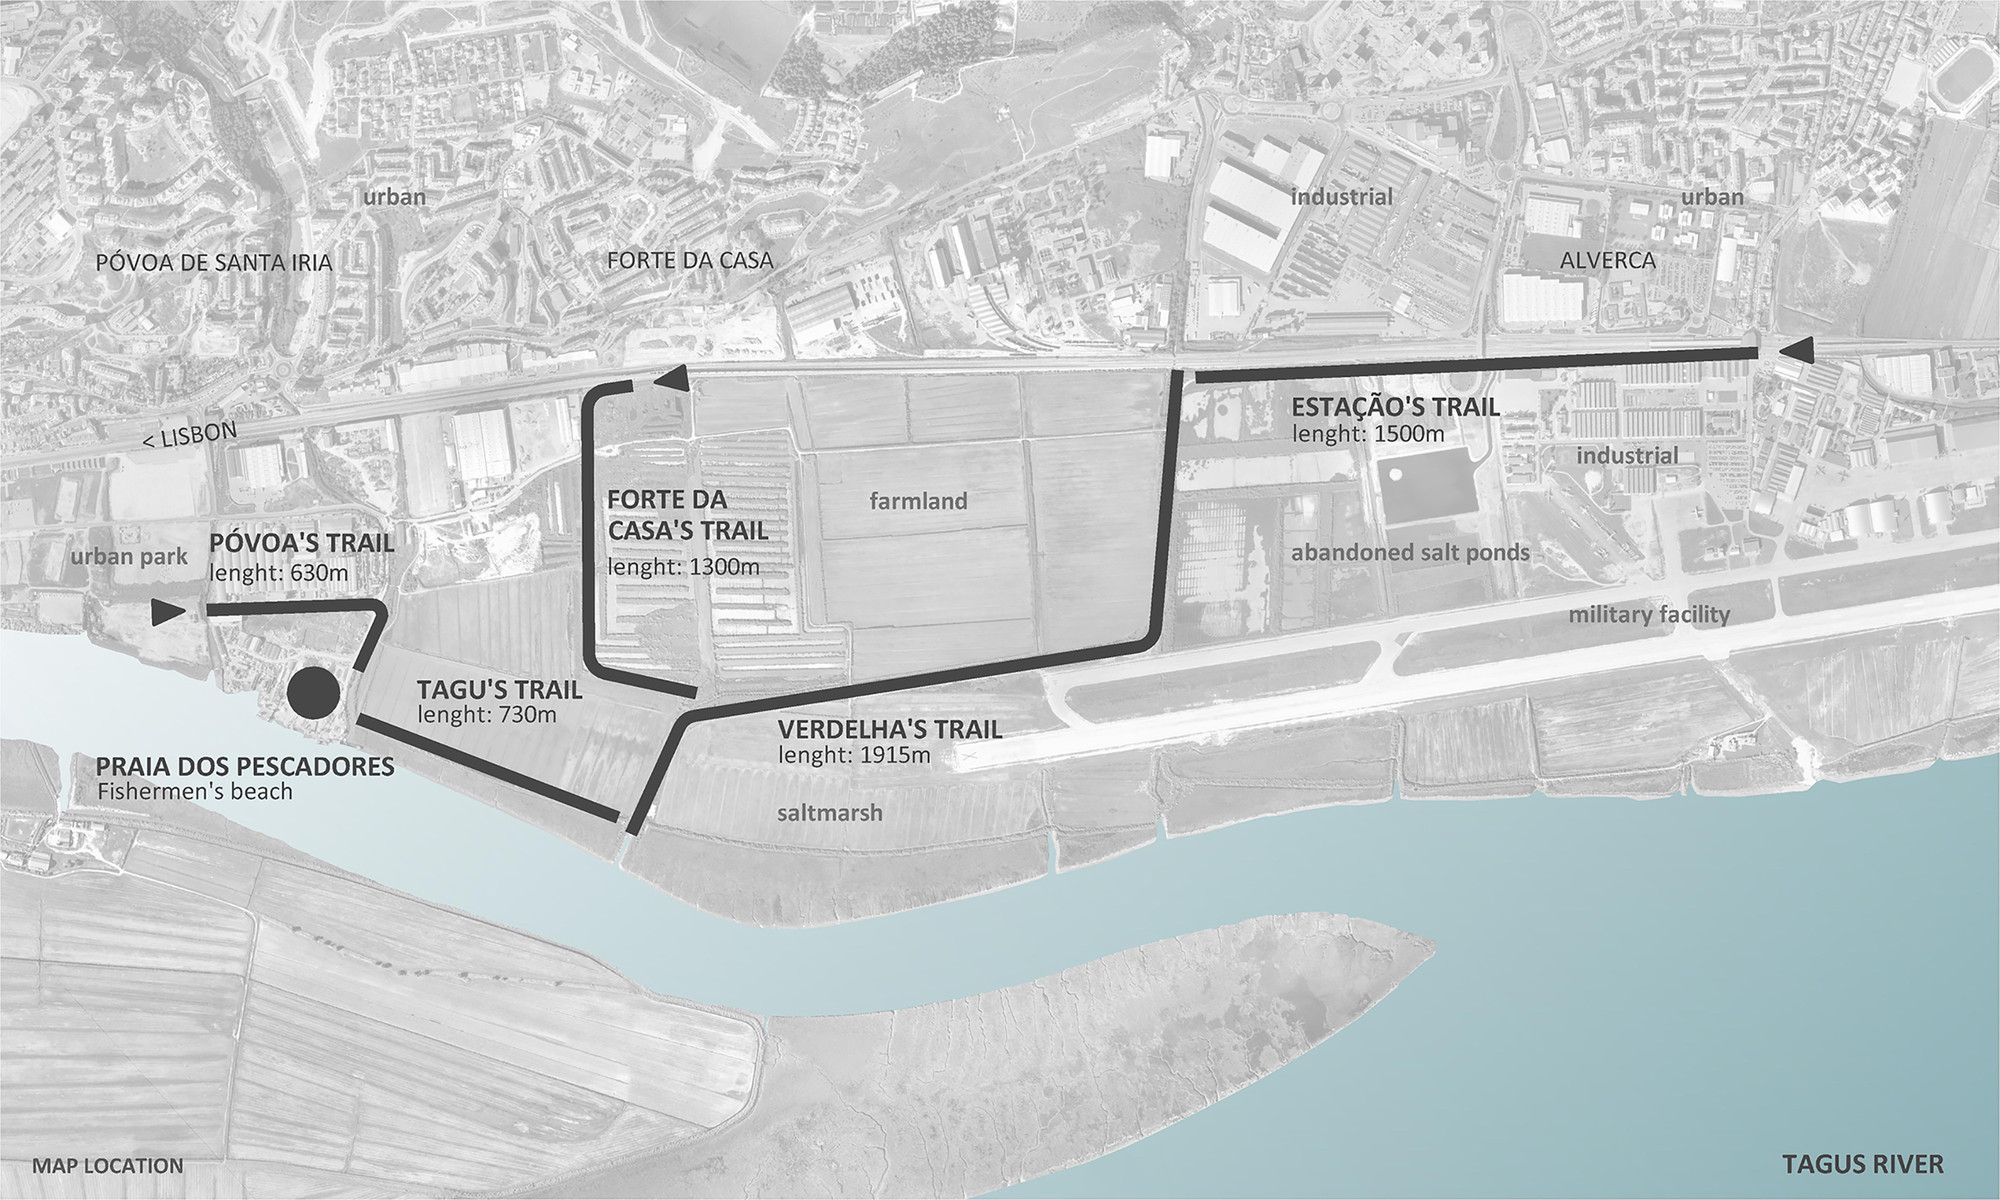 urban
industrial
urban
PÓVOA DE SANTA IRIA
FORTE DA CASA
ALVERCA
< LISBON
ESTAÇÃO'S TRAIL
lenght: 1500m
industrial
FORTE DA
CASA'S TRAIL
lenght: 1300m
farmland
PÓVOA'S TRAIL
lenght: 630m
urban park
abandoned salt ponds
military facility
TAGU'S TRAIL
lenght: 730m
VERDELHA'S TRAIL
lenght: 1915m
PRAIA DOS PESCADORES
Fishermen's beach
saltmarsh
MAP LOCATION
TAGUS RIVER